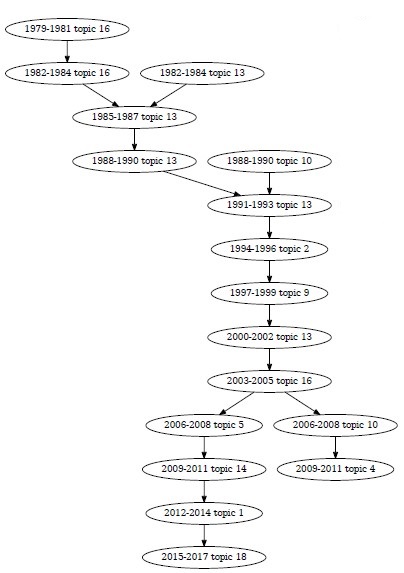 1979-1981 topic 16
1982-1984 topic 16
1982-1984 topic 13
1985-1987 topic 13
1988-1990 topic 13
1988-1990 topic 10
1991-1993 topic 13
1994-1996 topic 2
1997-1999 topic 9
2000-2002 topic 13
2003-2005 topic 16
2006-2008 topic 5
2006-2008 topic 10
2009-2011 topic 14
2009-2011 topic 4
2012-2014 topic 1
2015-2017 topic 18